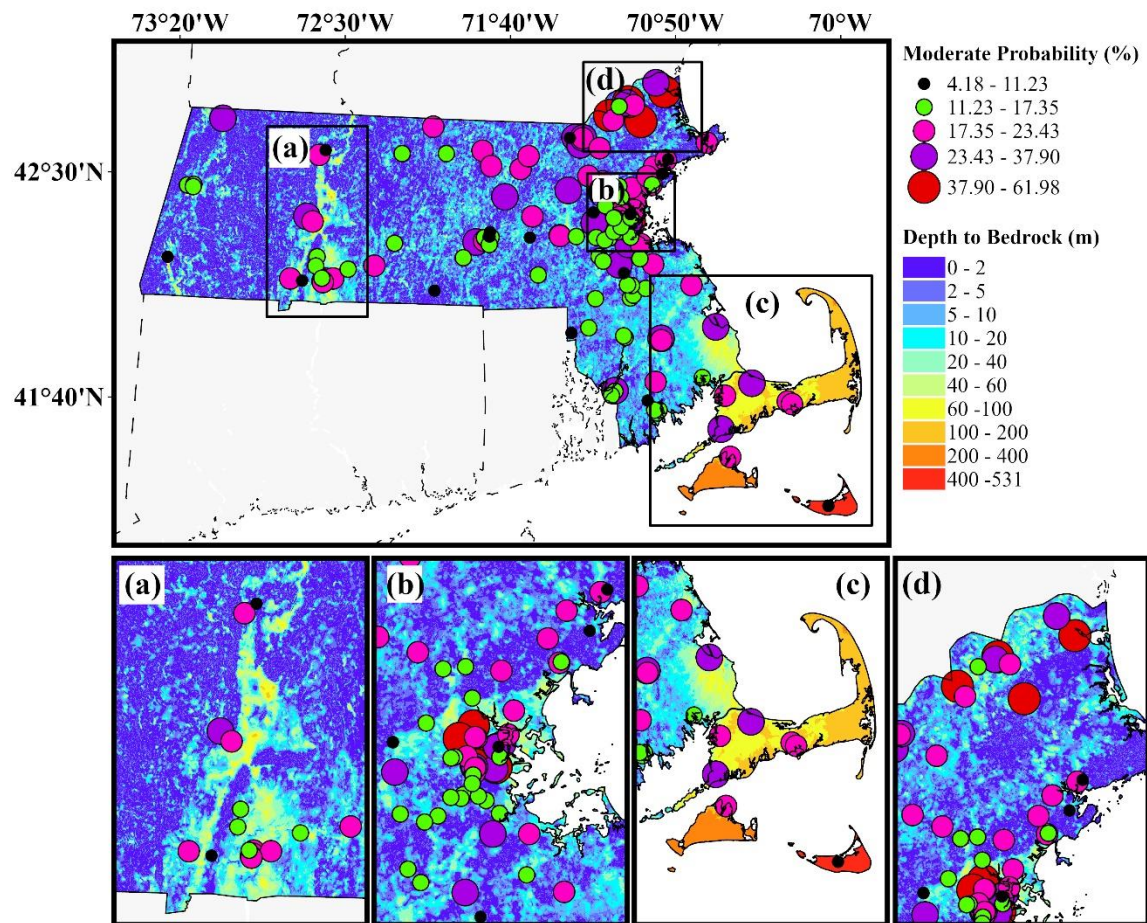 73°20'W 72°30'W 71°40'W 70°50'W 70°W
42°30'N
41°40'N
(a)
(b)
(c)
(d)
Moderate Probability (%)
4.18 - 11.23
11.23 - 17.35
17.35 - 23.43
23.43 - 37.90
37.90 - 61.98
Depth to Bedrock (m)
0 - 2
2 - 5
5 - 10
10 - 20
20 - 40
40 - 60
60 -100
100 - 200
200 - 400
400 -531
(a)
(b)
(c)
(d)